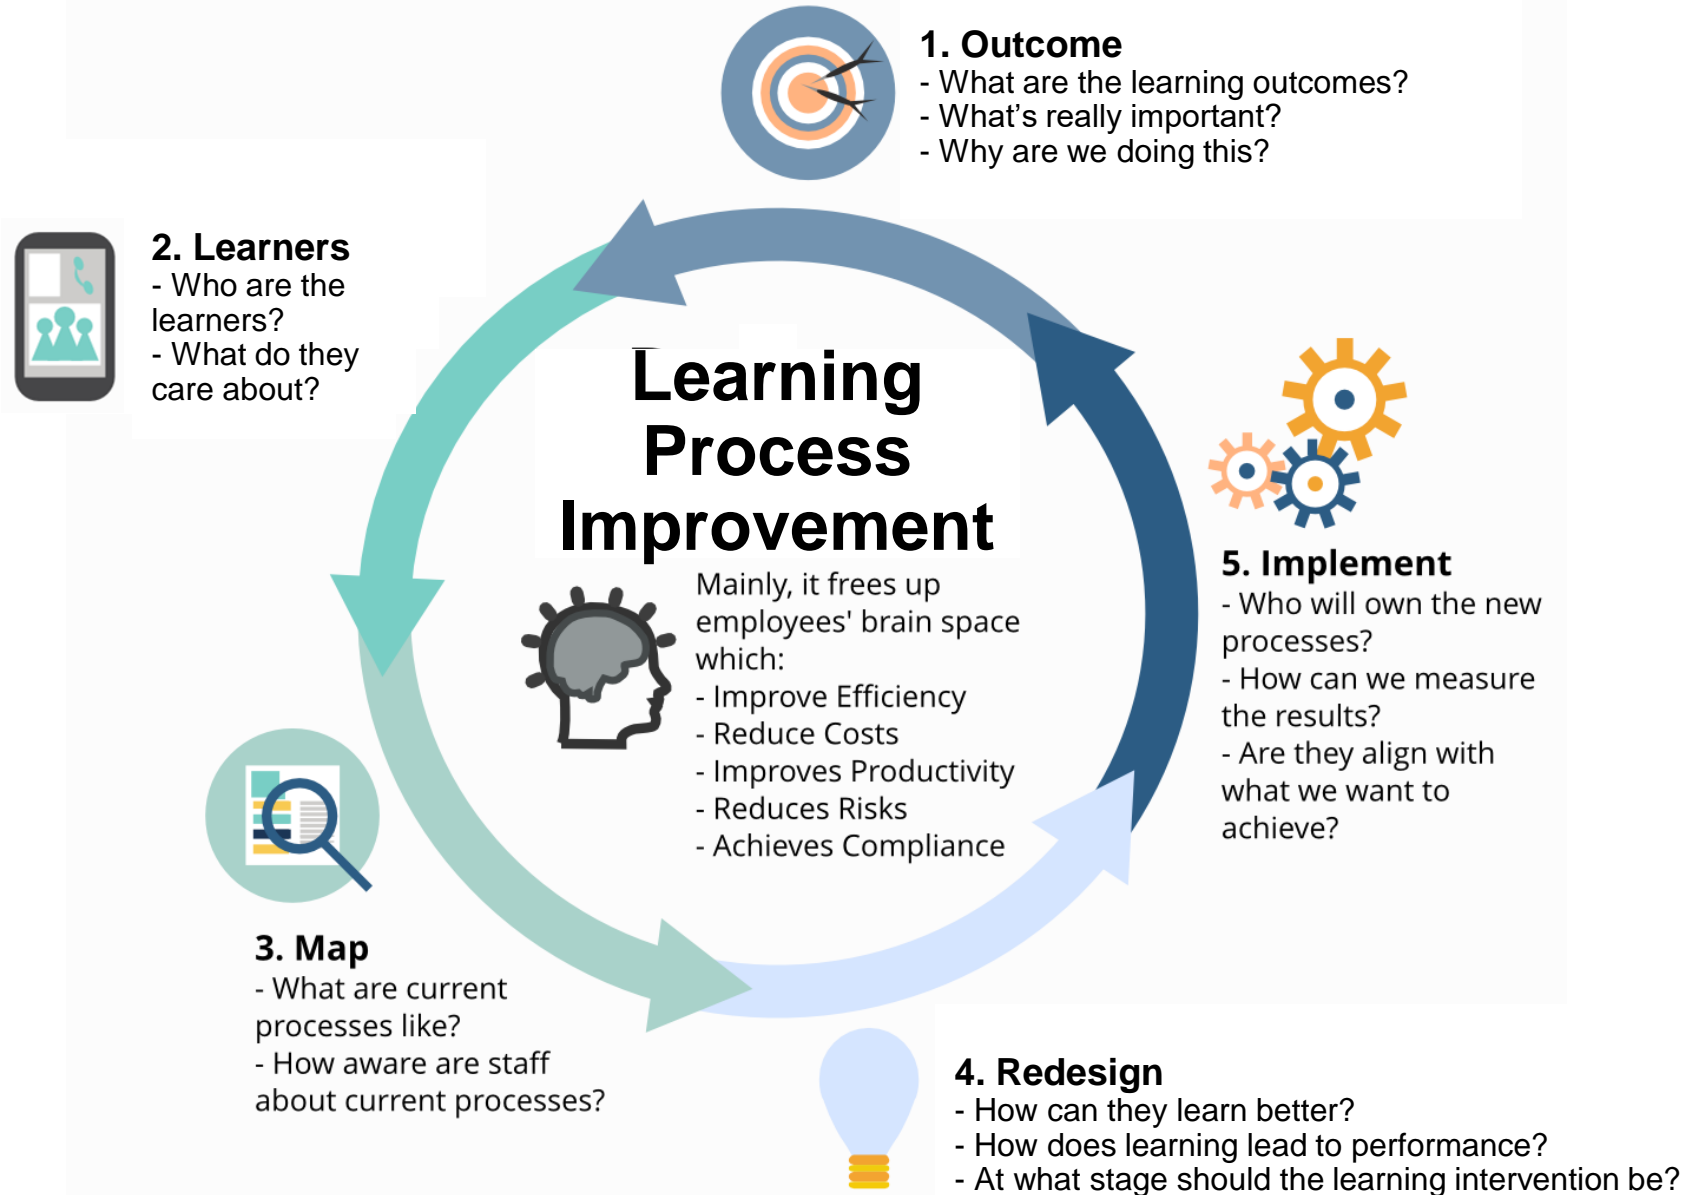 1. Outcome
- What are the learning outcomes?
- What's really important?
- Why are we doing this?
2. Learners
- Who are the
learners?
- What do they
care about?
Learning
Process
Improvement
Mainly, it frees up
employees' brain space
which:
- Improve Efficiency
- Reduce Costs
- Improves Productivity
- Reduces Risks
- Achieves Compliance
3. Map
- What are current
processes like?
- How aware are staff
about current processes?
4. Redesign
- How can they learn better?
- How does learning lead to performance?
- At what stage should the learning intervention be?
5. Implement
- Who will own the new
processes?
- How can we measure
the results?
- Are they align with
what we want to
achieve?